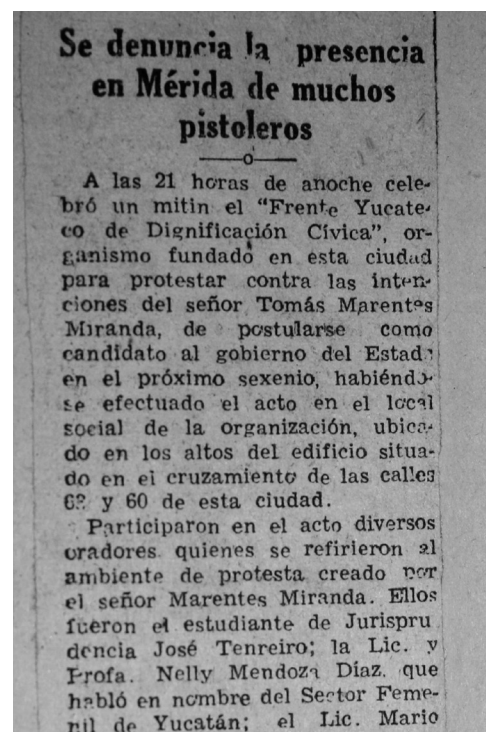 Se denuncia la presencia
en Mérida de muchos
pistoleros
A las 21 horas de anoche cele-
bró un mitin el "Frente Yucate-
co de Dignificación Cívica", or-
ganismo fundado en esta ciudad
para protestar contra las inten-
ciones del señor Tomás Marentes
Miranda, de postularse como
candidato al gobierno del Estado
en el próximo sexenio, habiéndo-
se efectuado el acto en el local
social de la organización, ubica-
do en los altos del edificio situa-
do en el cruzamiento de las calles
y 60 de esta ciudad.
Participaron en el acto diversos
oradores quienes se refirieron al
ambiente de protesta creado por
el señor Marentes Miranda. Ellos
fueron el estudiante de Jurispru
dencia José Tenreiro; la Lic. y
Profa. Nelly Mendoza Díaz, que
habló en nombre del Sector Feme-
nil de Yucatán; el Lic. Mario